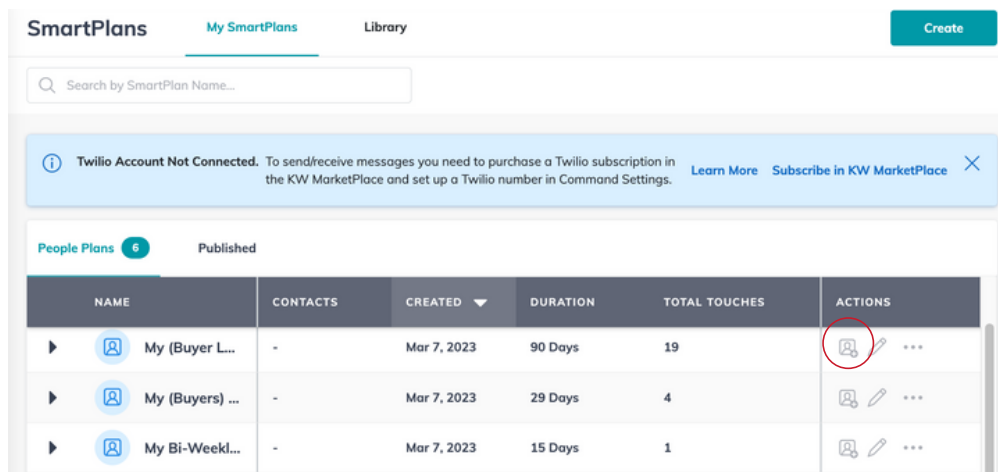 SmartPlans My SmartPlans Library Create
Search by SmartPlan Name...
Twilio Account Not Connected. To send/receive messages you need to purchase a Twilio subscription in
the KW MarketPlace and set up a Twilio number in Command Settings.
Learn More Subscribe in KW MarketPlace
People Plans 6 Published
NAME CONTACTS CREATED DURATION TOTAL TOUCHES ACTIONS
My (Buyer L... - Mar 7, 2023 90 Days 19
My (Buyers) ... - Mar 7, 2023 29 Days 4
My Bi-Weekl... - Mar 7, 2023 15 Days 1